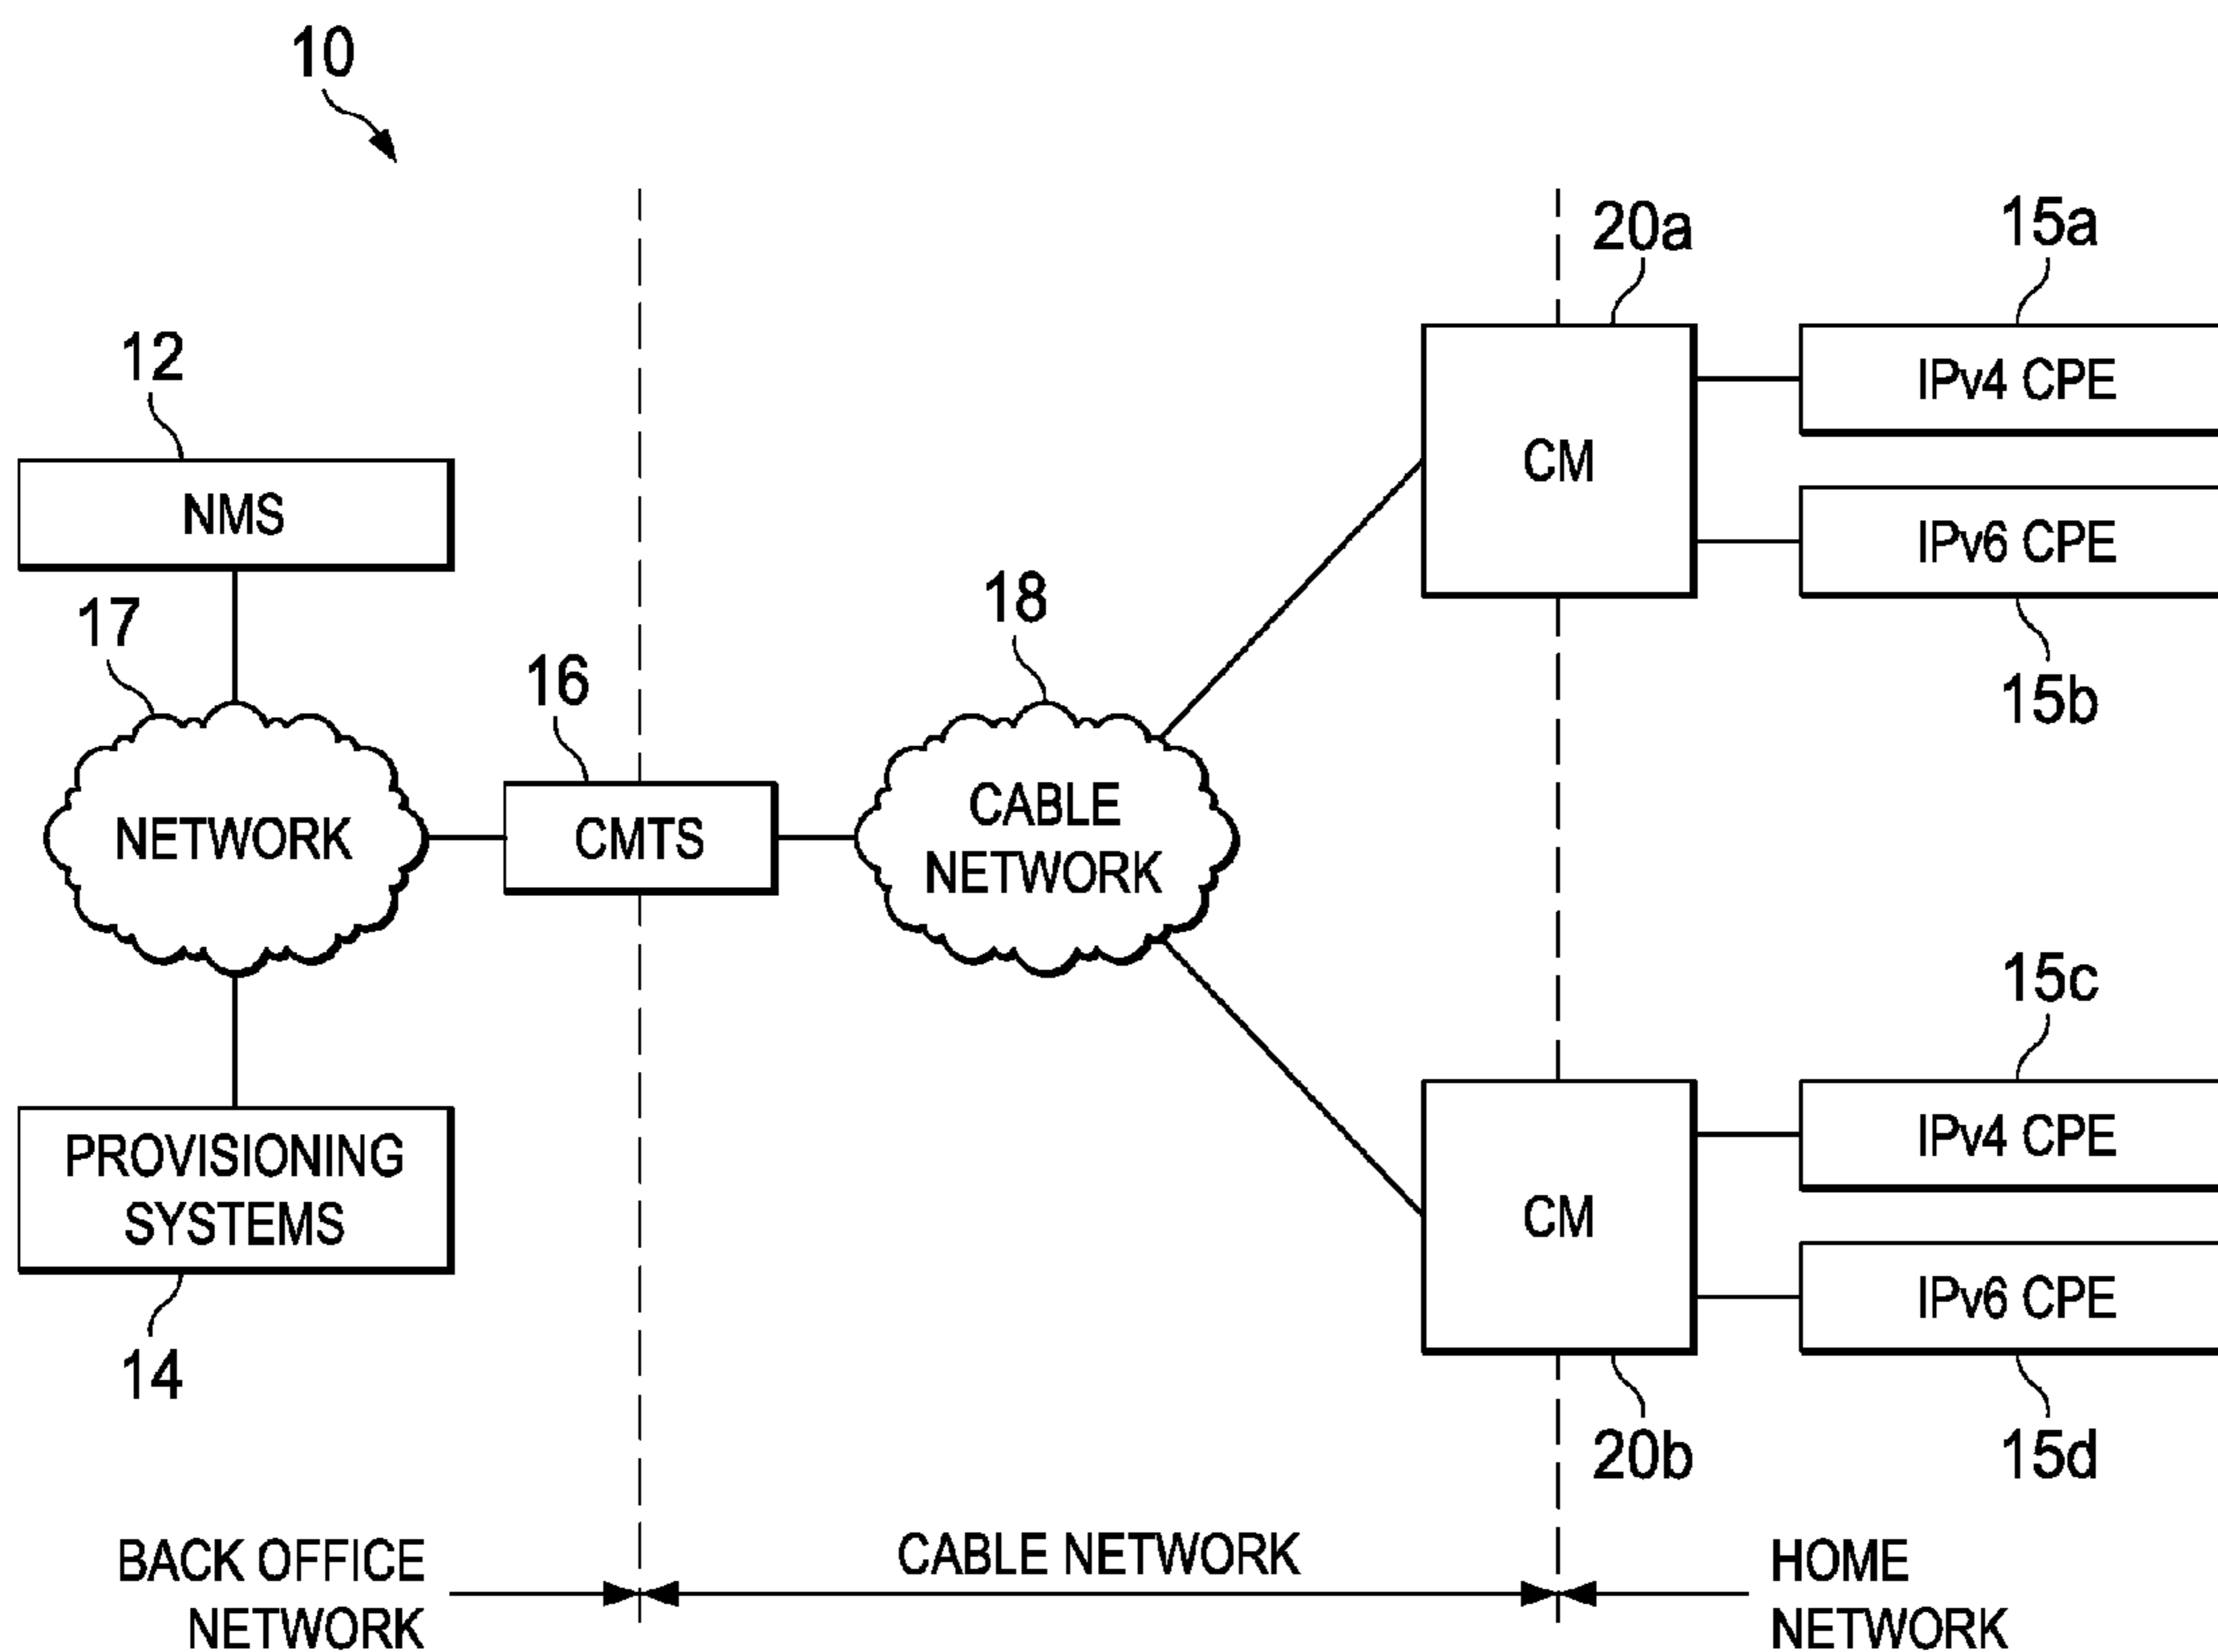 10
20a
15a
IPv4 CPE
12
CM
NMS
IPv6 CPE
17
18
16
15b
NETWORK
CMTS
CABLE
NETWORK
15c
PROVISIONING
SYSTEMS
IPv4 CPE
CM
IPv6 CPE
14
20b
15d
BACK OFFICE
NETWORK
CABLE NETWORK
HOME
NETWORK